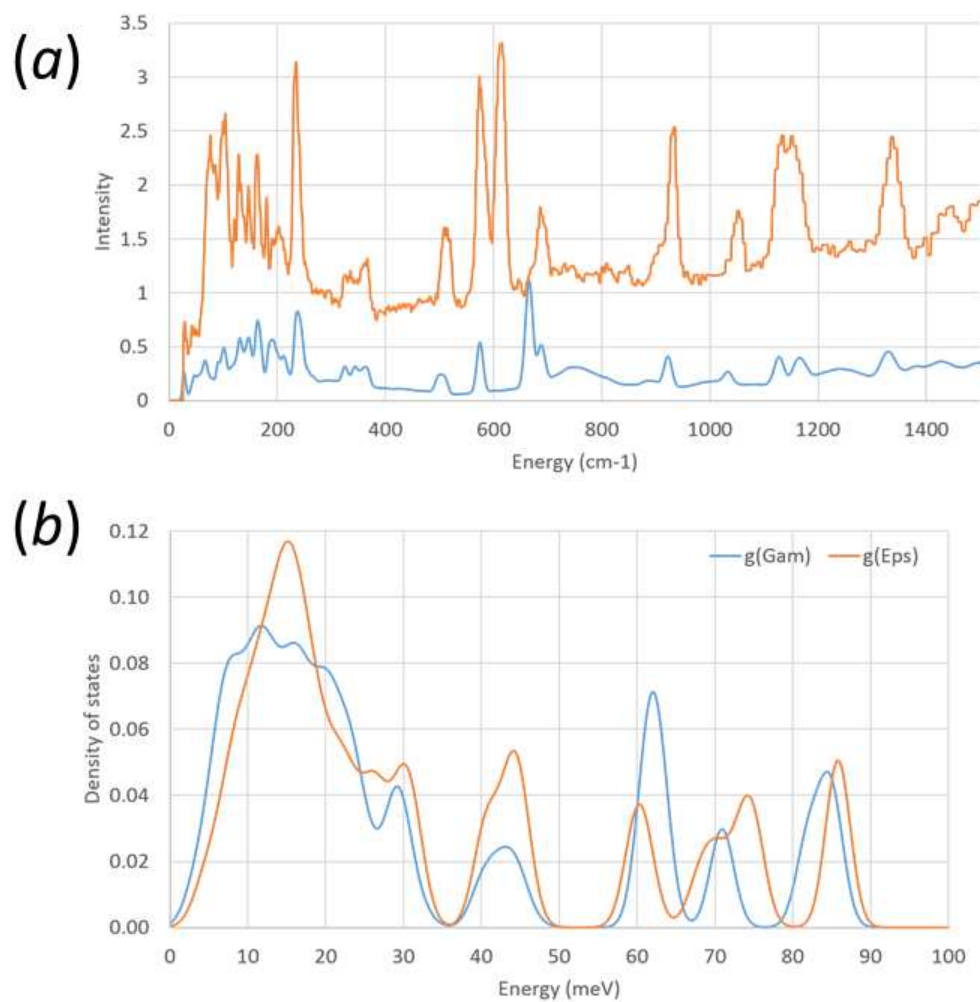 (a)
3.5
3
2.5
2
1.5
1
0.5
0
Intensity
0 200 400 600 800 1000 1200 1400
Energy (cm-1)
(b)
0.12
0.10
0.08
0.06
0.04
0.02
0.00
Density of states
g(Gam) g(Eps)
0 10 20 30 40 50 60 70 80 90 100
Energy (meV)